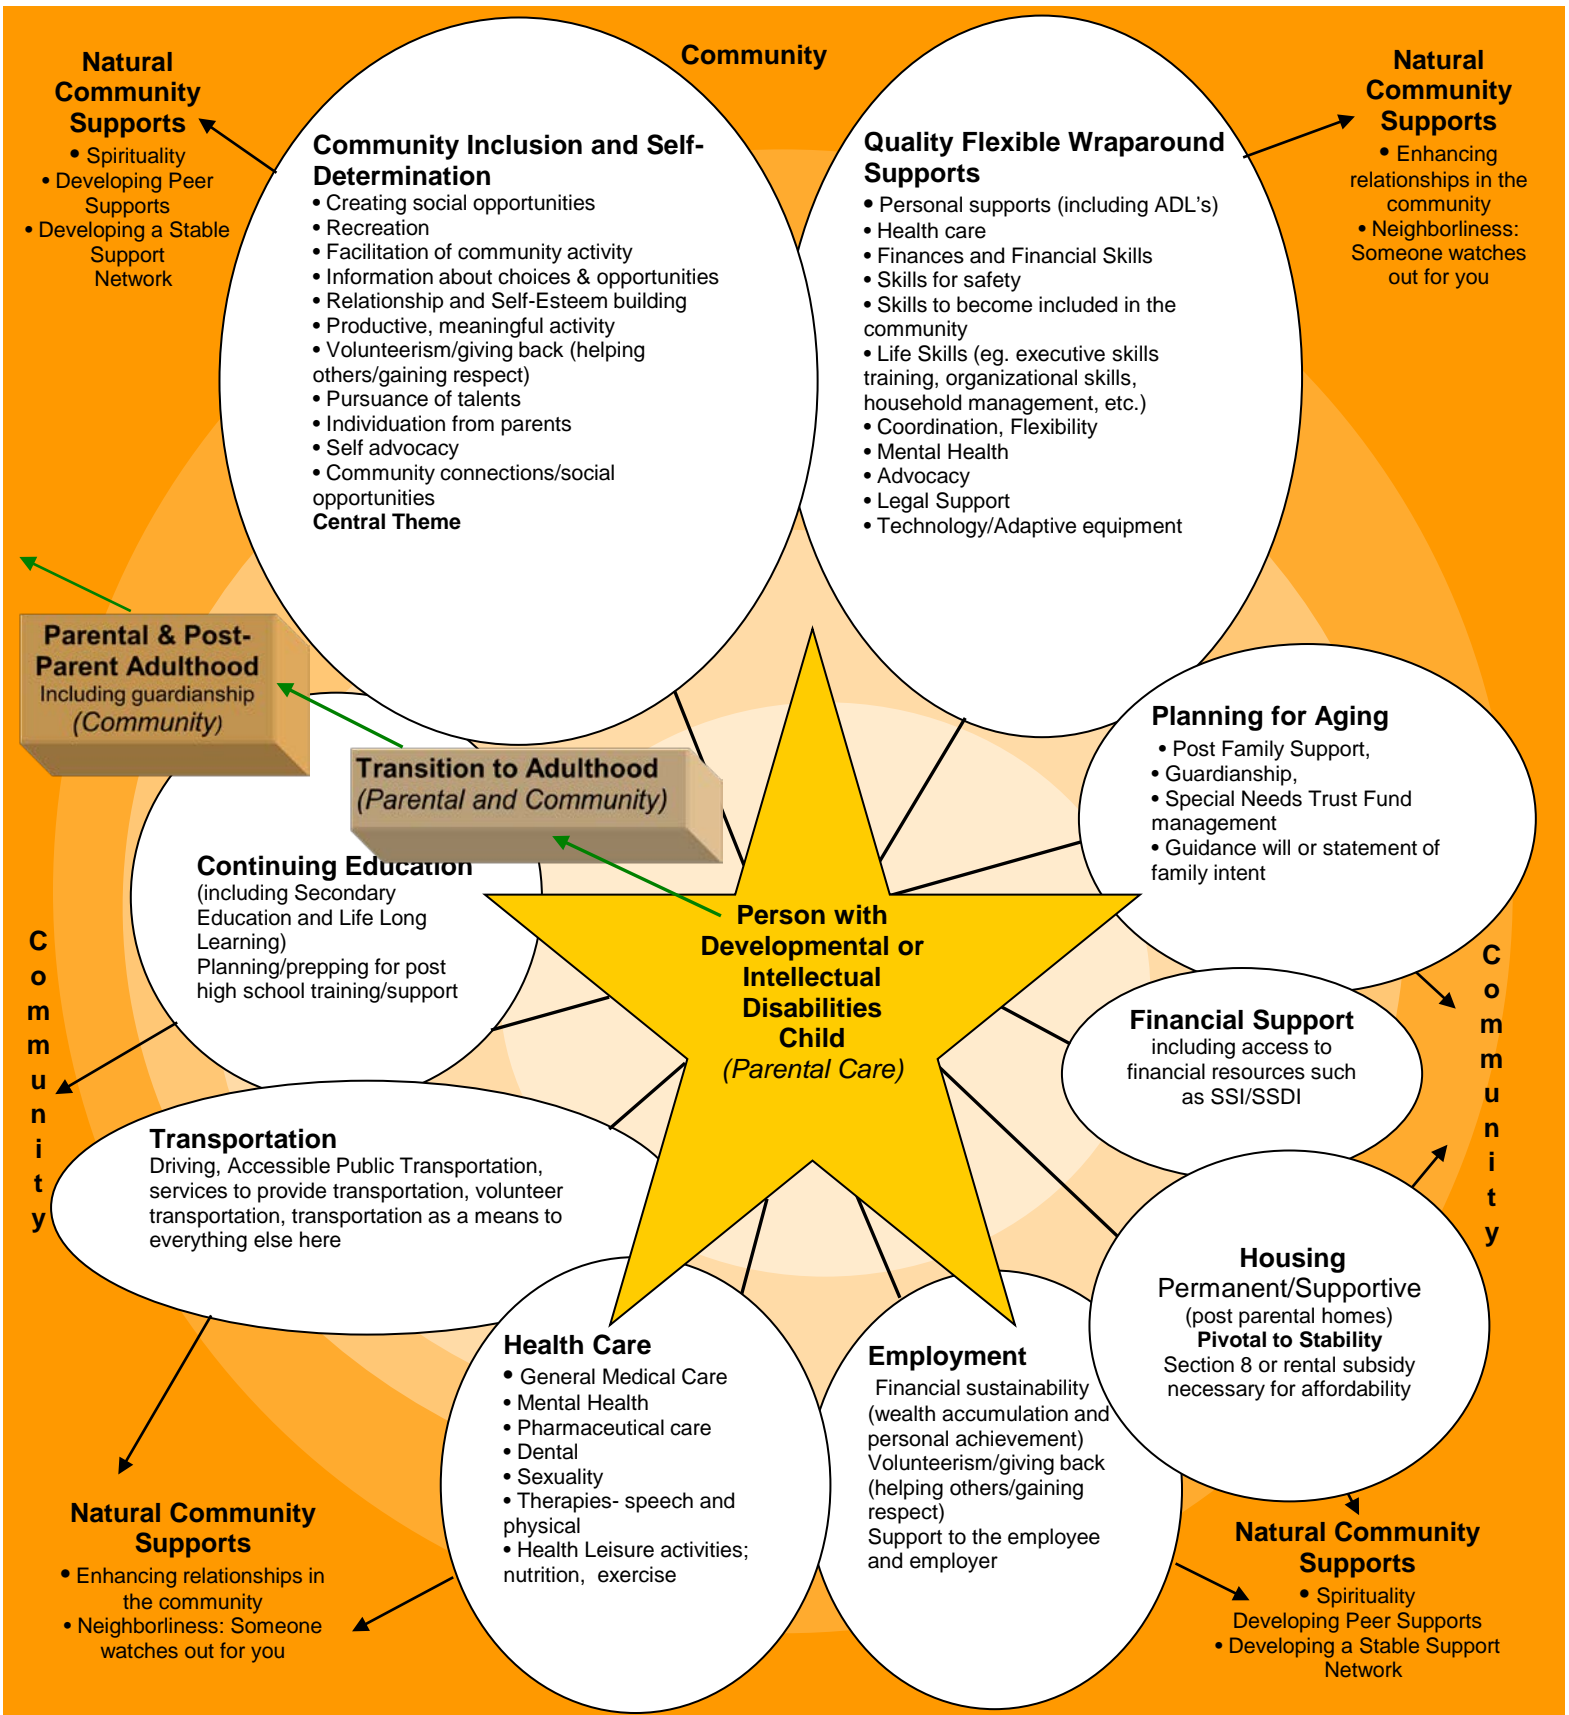 Community
Natural
Community
Supports
• Spirituality
• Developing Peer
Supports
• Developing a Stable
Support
Network
Community Inclusion and Self-
Determination
• Creating social opportunities
• Recreation
• Facilitation of community activity
• Information about choices & opportunities
• Relationship and Self-Esteem building
• Productive, meaningful activity
• Volunteerism/giving back (helping
others/gaining respect)
• Pursuance of talents
• Individuation from parents
• Self advocacy
• Community connections/social
opportunities
Central Theme
Quality Flexible Wraparound
Supports
• Personal supports (including ADL's)
• Health care
• Finances and Financial Skills
• Skills for safety
• Skills to become included in the
community
• Life Skills (eg. executive skills
training, organizational skills,
household management, etc.)
• Coordination, Flexibility
• Mental Health
• Advocacy
• Legal Support
• Technology/Adaptive equipment
Natural
Community
Supports
• Enhancing
relationships in the
community
• Neighborliness:
Someone watches
out for you
Parental & Post-
Parent Adulthood
Including guardianship
(Community)
Transition to Adulthood
(Parental and Community)
Planning for Aging
• Post Family Support,
• Guardianship,
• Special Needs Trust Fund
management
• Guidance will or statement of
family intent
Continuing Education
(including Secondary
Education and Life Long
Learning)
Planning/prepping for post
high school training/support
Person with
Developmental or
Intellectual
Disabilities
Child
(Parental Care)
Community
Community
Financial Support
including access to
financial resources such
as SSI/SSDI
Transportation
Driving, Accessible Public Transportation,
services to provide transportation, volunteer
transportation, transportation as a means to
everything else here
Housing
Permanent/Supportive
(post parental homes)
Pivotal to Stability
Section 8 or rental subsidy
necessary for affordability
Health Care
• General Medical Care
• Mental Health
• Pharmaceutical care
• Dental
• Sexuality
• Therapies- speech and
physical
• Health Leisure activities;
nutrition, exercise
Employment
Financial sustainability
(wealth accumulation and
personal achievement)
Volunteerism/giving back
(helping others/gaining
respect)
Support to the employee
and employer
Natural Community
Supports
• Enhancing relationships in
the community
• Neighborliness: Someone
watches out for you
Natural Community
Supports
• Spirituality
Developing Peer Supports
• Developing a Stable Support
Network